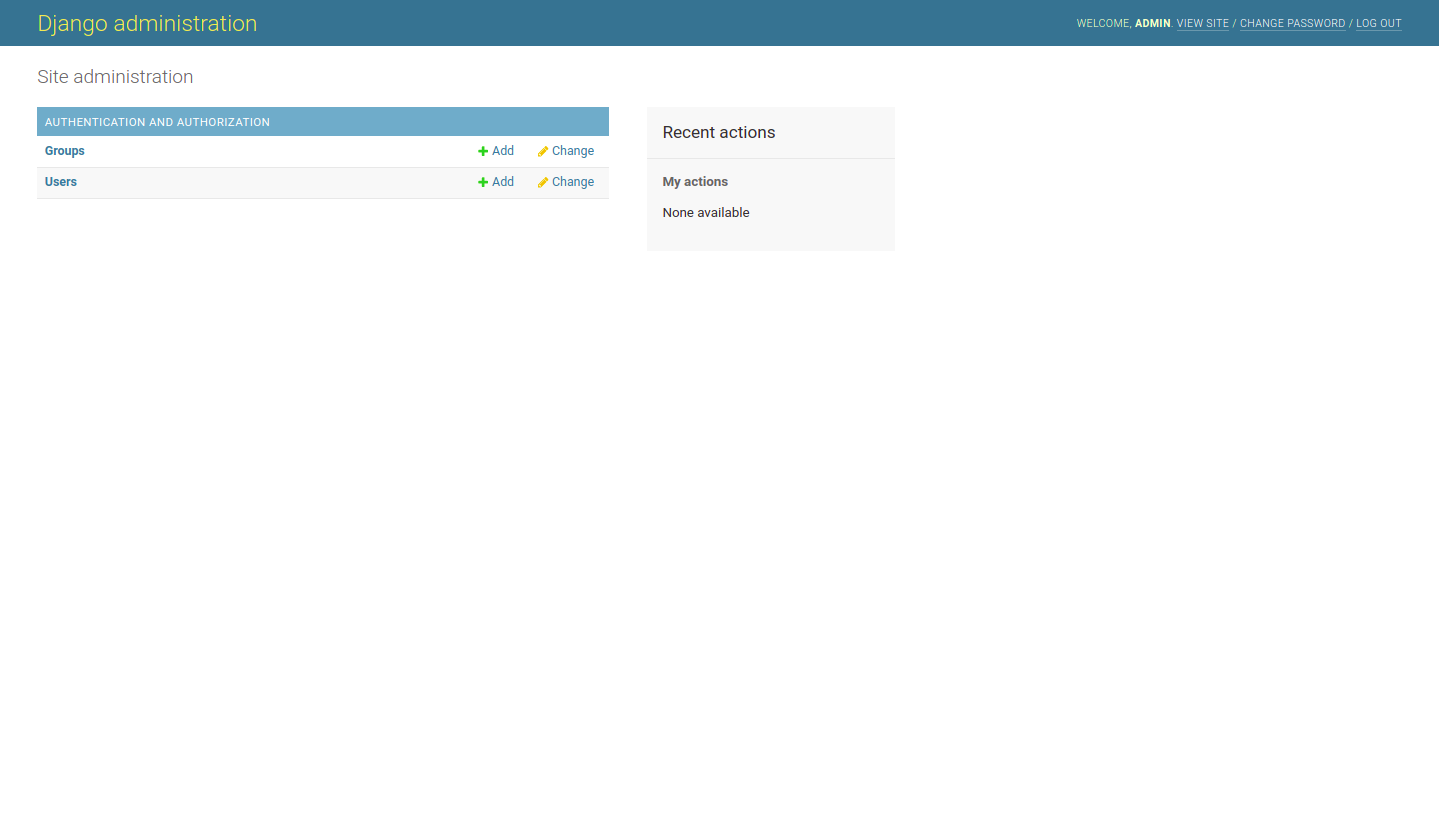 Django administration
WELCOME, ADMIN. VIEW SITE / CHANGE PASSWORD / LOG OUT
Site administration
AUTHENTICATION AND AUTHORIZATION
Groups Add Change
Users Add Change
Recent actions
My actions
None available